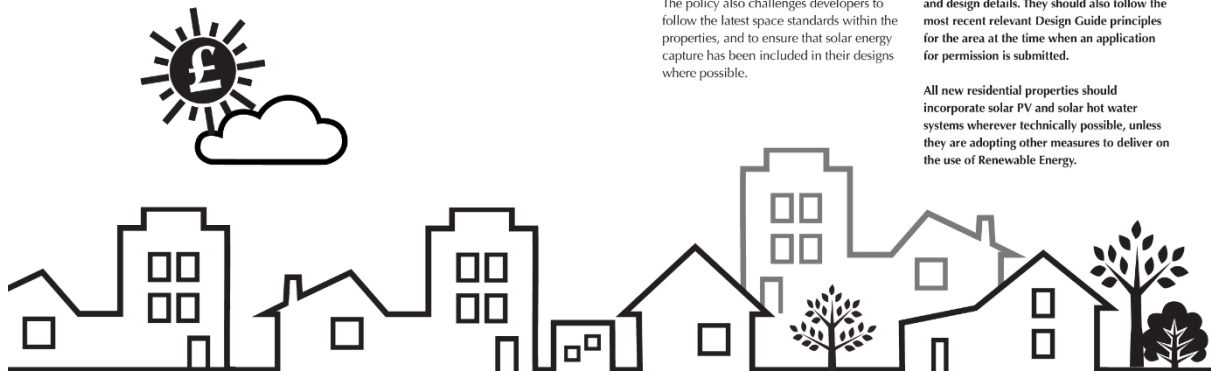 £
The policy also challenges developers to
follow the latest space standards within the
properties, and to ensure that solar energy
capture has been included in their designs
where possible.
and design details. They should also follow the
most recent relevant Design Guide principles
for the area at the time when an application
for permission is submitted.
All new residential properties should
incorporate solar PV and solar hot water
systems wherever technically possible, unless
they are adopting other measures to deliver on
the use of Renewable Energy.